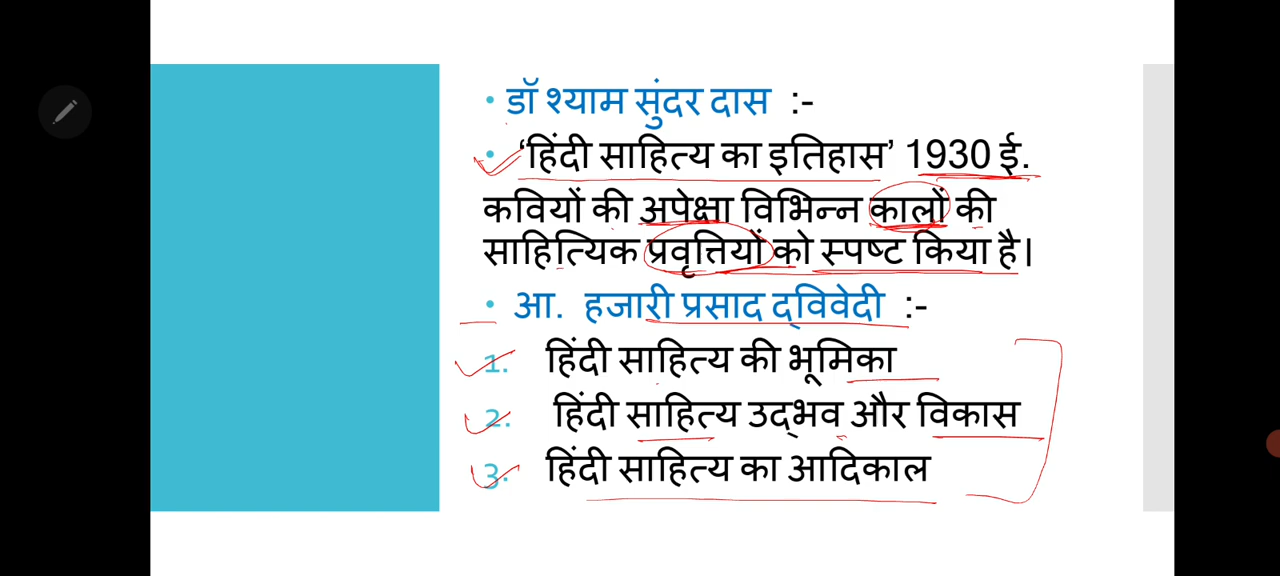 • डॉ श्याम सुंदर दास :-
• ‘हिंदी साहित्य का इतिहास’ 1930 ई.
कवियों की अपेक्षा विभिन्न कालों की
साहित्यिक प्रवृत्तियों को स्पष्ट किया है।
• आ. हजारी प्रसाद द्विवेदी :-
1. हिंदी साहित्य की भूमिका
2. हिंदी साहित्य उद्भव और विकास
3. हिंदी साहित्य का आदिकाल